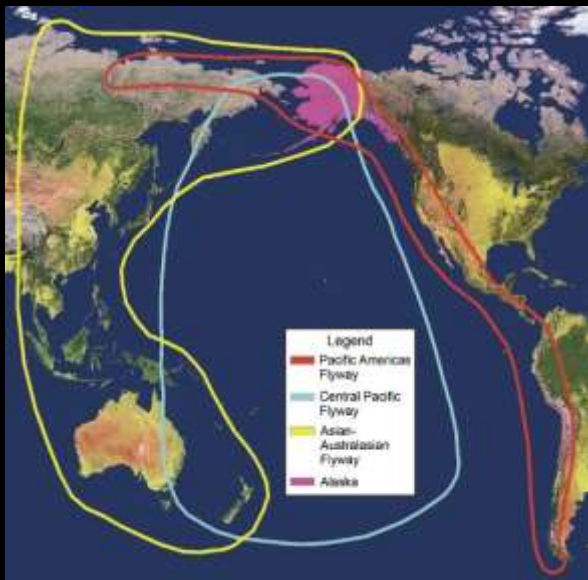 Legend
Pacific Americas
Flyway
Central Pacific
Flyway
Asian-
Australasian
Flyway
Alaska